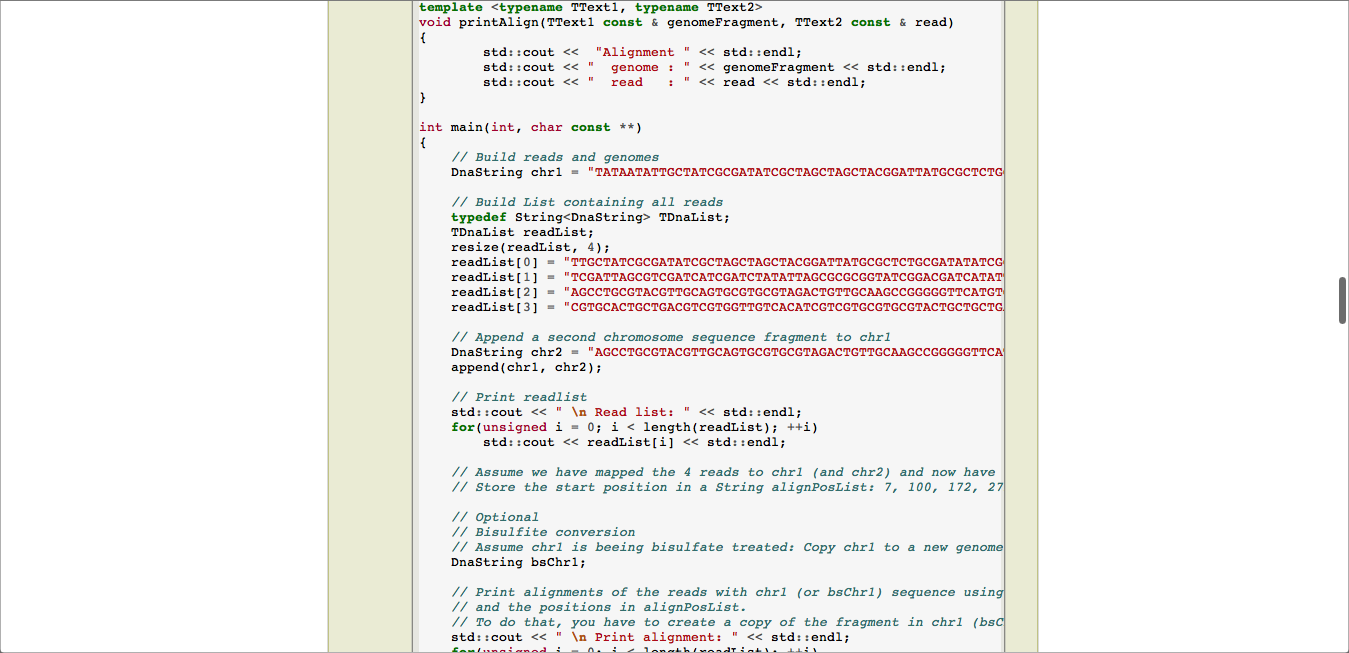 template <typename TText1, typename TText2>
void printAlign(TText1 const & genomeFragment, TText2 const & read)
{
        std::cout <<  "Alignment " << std::endl;
        std::cout << "  genome : " << genomeFragment << std::endl;
        std::cout << "  read   : " << read << std::endl;
}
int main(int, char const **)
{
    // Build reads and genomes
    DnaString chr1 = "TATAATATTGCTATCGCGATATCGCTAGCTAGCTACGGATTATGCGCTCTG
    // Build List containing all reads
    typedef String<DnaString> TDnaList;
    TDnaList readList;
    resize(readList, 4);
    readList[0] = "TTGCTATCGCGATATCGCTAGCTAGCTACGGATTATGCGCTCTGCGATATATCG
    readList[1] = "TCGATTAGCGTCGATCATCGATCTATATTAGCGCGCGGTATCGGACGATCATAT
    readList[2] = "AGCCTGCGTACGTTGCAGTGCGTGCGTAGACTGTTGCAAGCCGGGGGTTCATGT
    readList[3] = "CGTGCACTGCTGACGTCGTGGTTGTCACATCGTCGTGCGTGCGTACTGCTGCTG
    // Append a second chromosome sequence fragment to chr1
    DnaString chr2 = "AGCCTGCGTACGTTGCAGTGCGTGCGTAGACTGTTGCAAGCCGGGGGTTCA
    append(chr1, chr2);
    // Print readlist
    std::cout << " \n Read list: " << std::endl;
    for(unsigned i = 0; i < length(readList); ++i)
        std::cout << readList[i] << std::endl;
    // Assume we have mapped the 4 reads to chr1 (and chr2) and now have
    // Store the start position in a String alignPosList: 7, 100, 172, 27
    // Optional
    // Bisulfite conversion
    // Assume chr1 is beeing bisulfate treated: Copy chr1 to a new genome
    DnaString bsChr1;
    // Print alignments of the reads with chr1 (or bsChr1) sequence using
    // and the positions in alignPosList.
    // To do that, you have to create a copy of the fragment in chr1 (bsC
    std::cout << " \n Print alignment: " << std::endl;
    for(unsigned i = 0; i < length(readList); ++i)